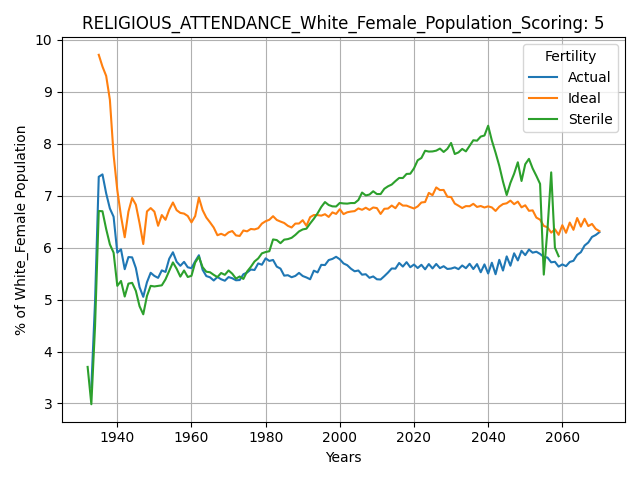 RELIGIOUS_ATTENDANCE_White_Female_Population_Scoring: 5
% of White_Female Population
10
9
8
7
6
5
4
3
Fertility
Actual
Ideal
Sterile
1940 1960 1980 2000 2020 2040 2060
Years